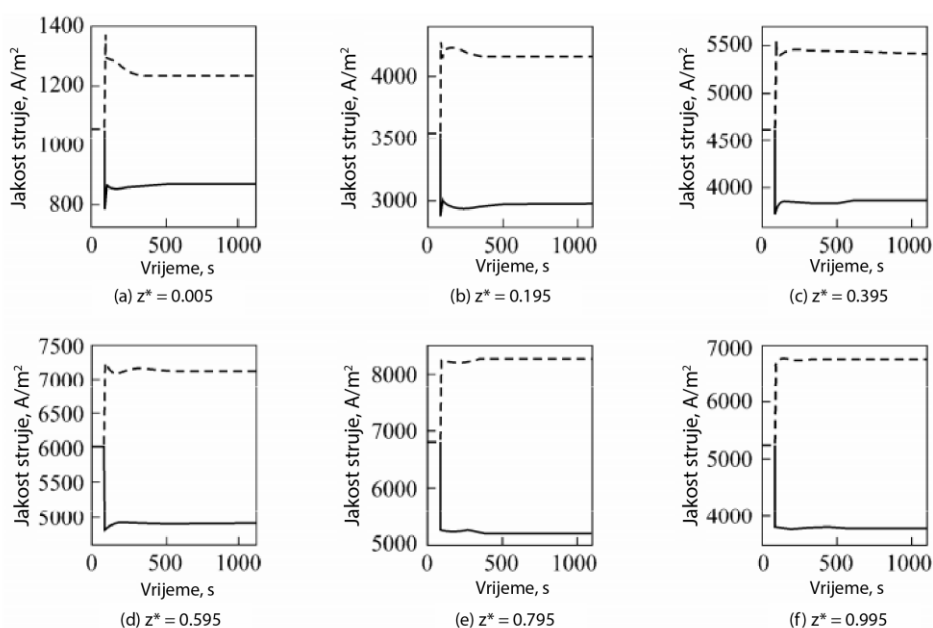 1400
1200
1000
800
Jakost struje, A/m²
0 500 1000
Vrijeme, s
(a) z* = 0.005
4000
3500
3000
Jakost struje, A/m²
0 500 1000
Vrijeme, s
(b) z* = 0.195
5500
5000
4500
4000
Jakost struje, A/m²
0 500 1000
Vrijeme, s
(c) z* = 0.395
7500
7000
6500
6000
5500
5000
Jakost struje, A/m²
0 500 1000
Vrijeme, s
(d) z* = 0.595
8000
7000
6000
5000
Jakost struje, A/m²
0 500 1000
Vrijeme, s
(e) z* = 0.795
7000
6000
5000
4000
Jakost struje, A/m²
0 500 1000
Vrijeme, s
(f) z* = 0.995